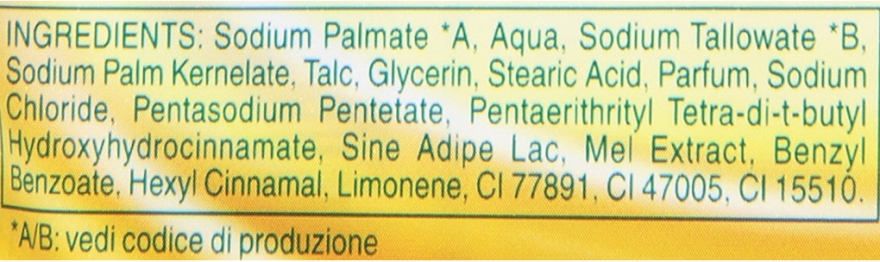 INGREDIENTS: Sodium Palmate *A, Aqua, Sodium Tallowate *B,
Sodium Palm Kernelate, Talc, Glycerin, Stearic Acid, Parfum, Sodium
Chloride, Pentasodium Pentetate, Pentaerithrityl Tetra-di-t-butyl
Hydroxyhydrocinnamate, Sine Adipe Lac, Mel Extract, Benzyl
Benzoate, Hexyl Cinnamal, Limonene, CI 77891, CI 47005, CI 15510.
*A/B: vedi codice di produzione